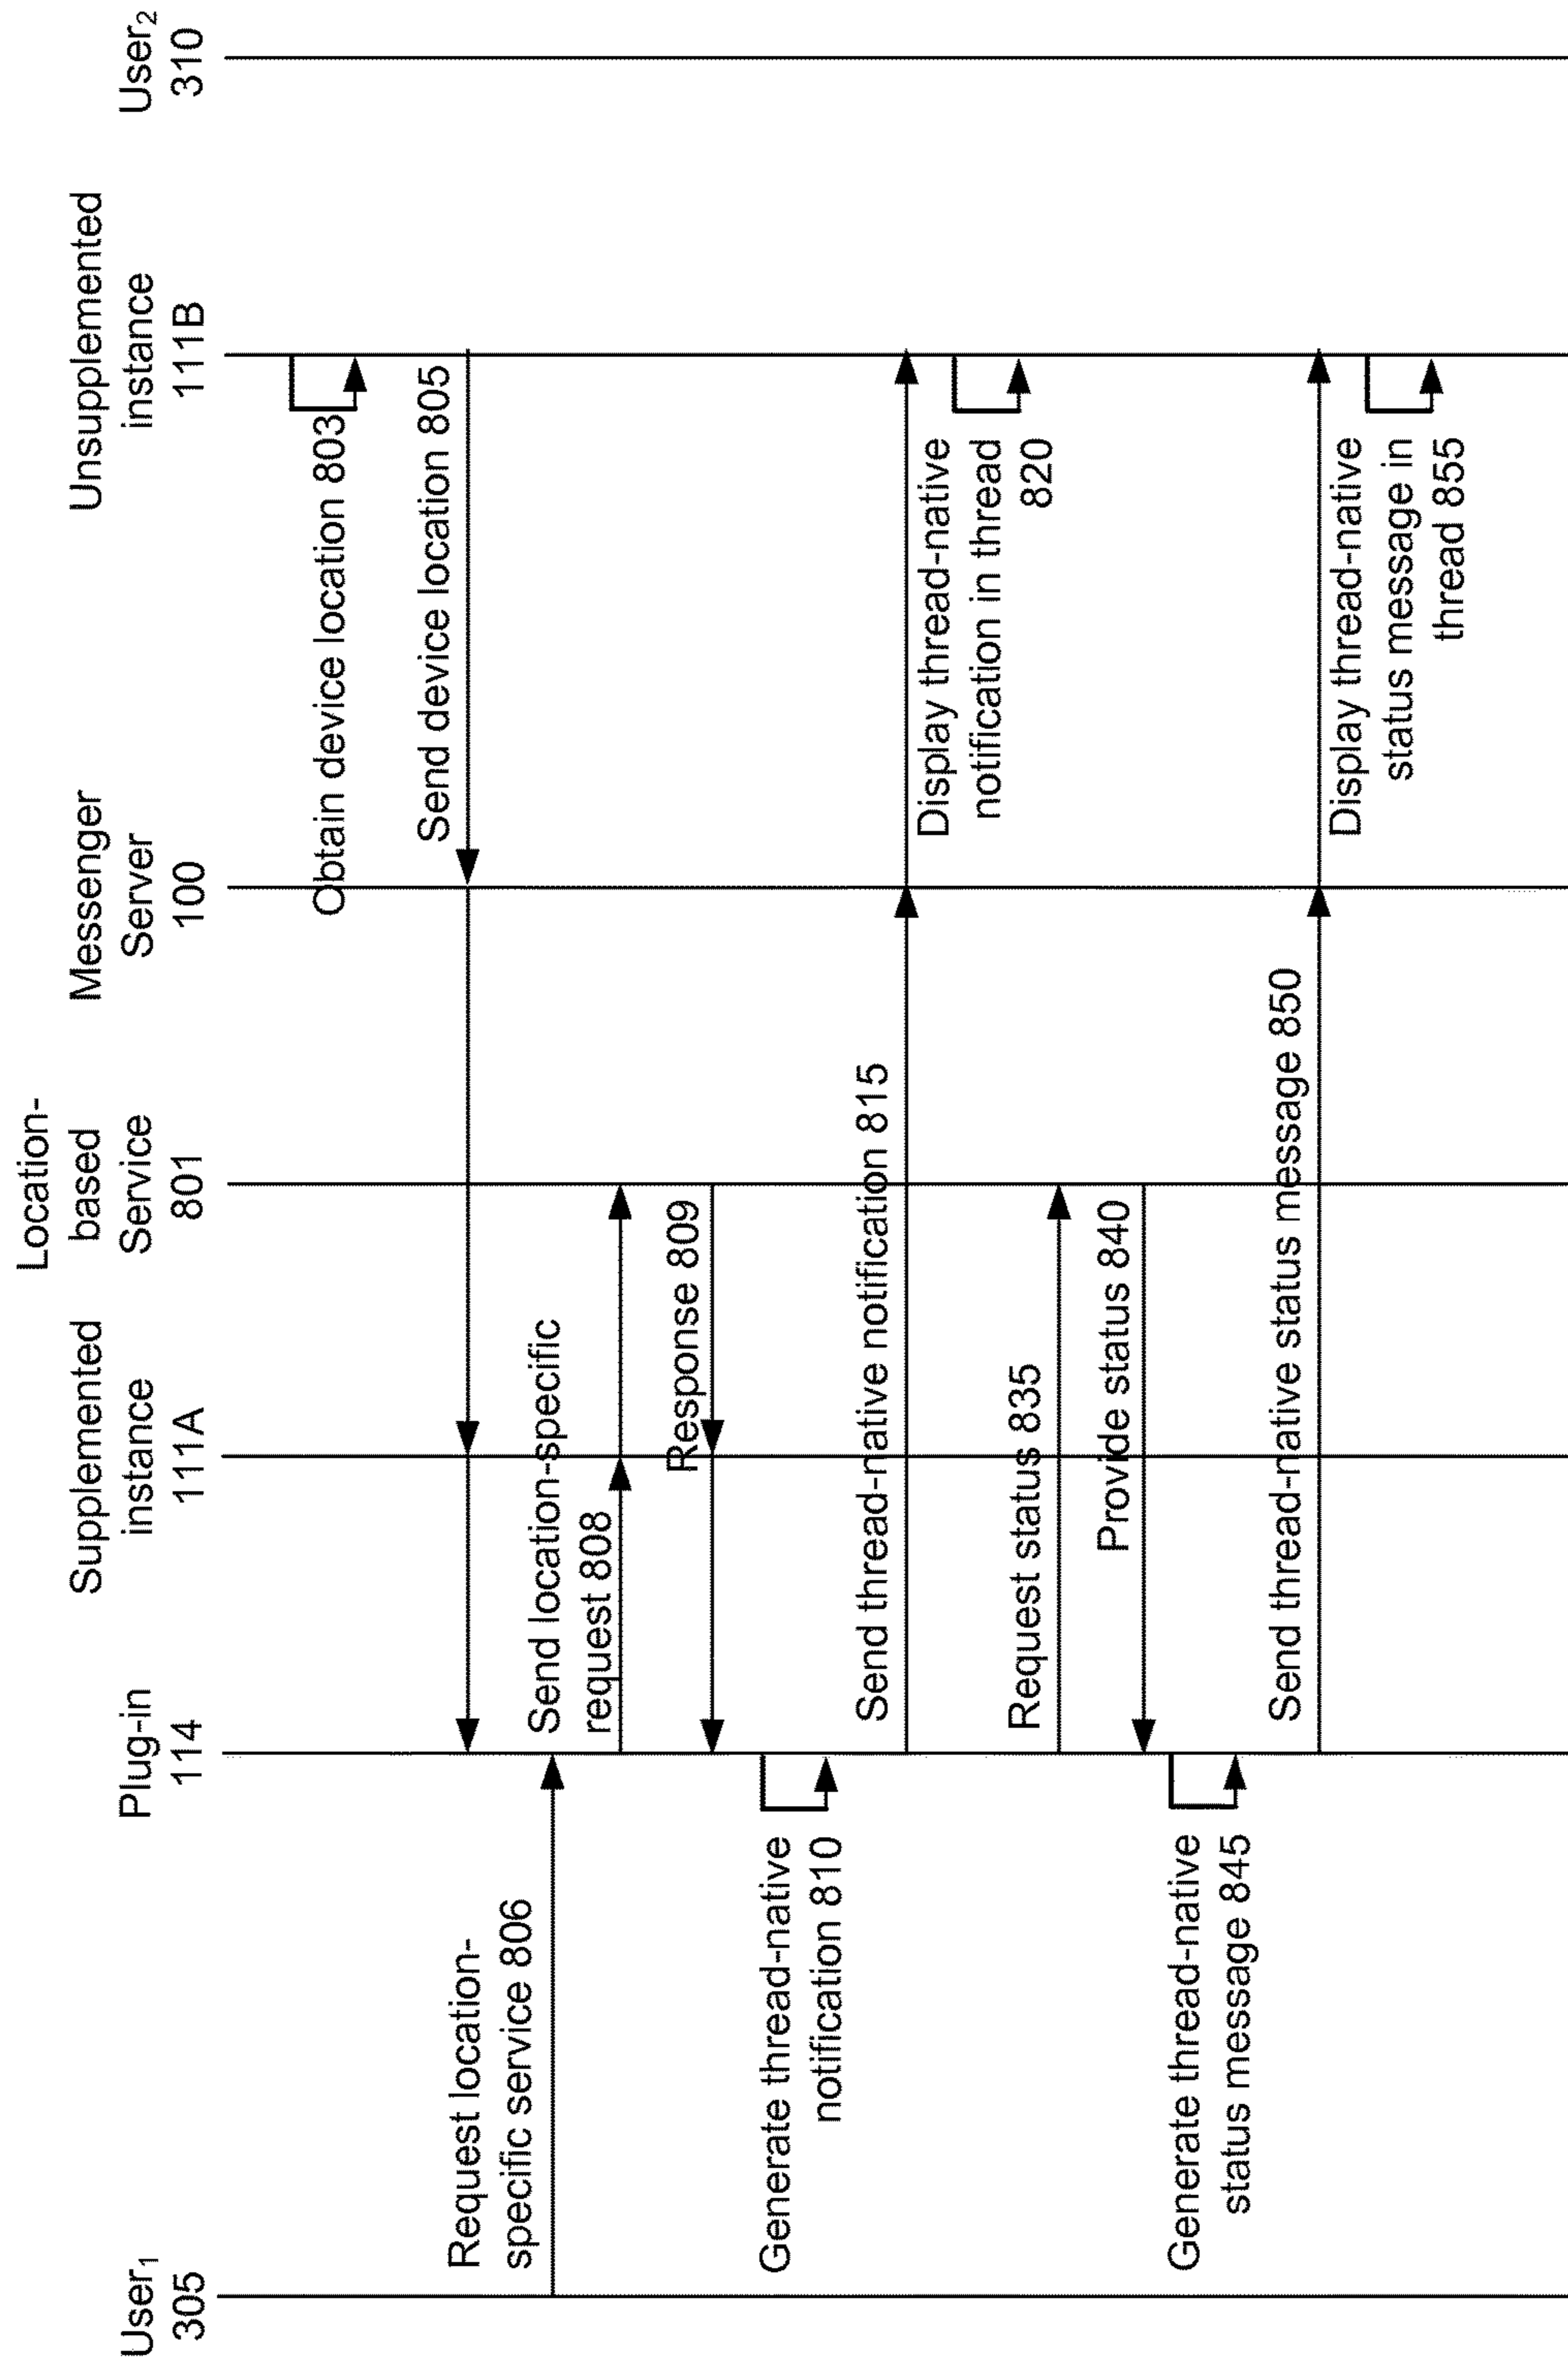 User1
305
Plug-in
114
Supplemented
instance
111A
Location-
based
Service
801
Messenger
Server
100
Unsupplemented
instance
111B
User2
310
Obtain device location 803
Send device location 805
Request location-
specific service 806
Send location-specific
request 808
Response 809
Generate thread-native
notification 810
Send thread-native notification 815
Display thread-native
notification in thread
820
Request status 835
Provide status 840
Generate thread-native
status message 845
Send thread-native status message 850
Display thread-native
status message in
thread 855